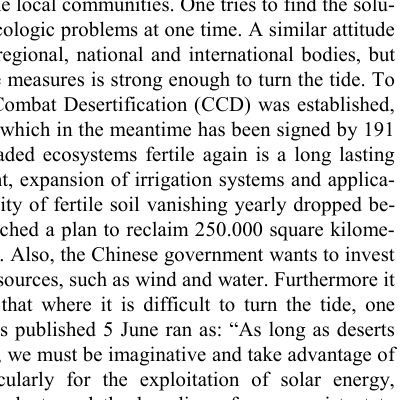 local communities. One tries to find the solu-
cologic problems at one time. A similar attitude
regional, national and international bodies, but
measures is strong enough to turn the tide. To
Combat Desertification (CCD) was established,
which in the meantime has been signed by 191
aded ecosystems fertile again is a long lasting
t, expansion of irrigation systems and applica-
ity of fertile soil vanishing yearly dropped be-
ched a plan to reclaim 250.000 square kilome-
. Also, the Chinese government wants to invest
sources, such as wind and water. Furthermore it
that where it is difficult to turn the tide, one
s published 5 June ran as: “As long as deserts
, we must be imaginative and take advantage of
cularly for the exploitation of solar energy,